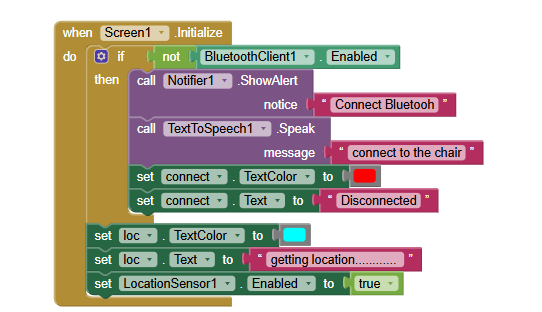 when Screen1 .Initialize
do if not BluetoothClient1 . Enabled
then call Notifier1 .ShowAlert
notice " Connect Bluetooh "
call TextToSpeech1 .Speak
message " connect to the chair "
set connect . TextColor to
set connect . Text to " Disconnected "
set loc . TextColor to
set loc . Text to " getting location............. "
set LocationSensor1 . Enabled to true